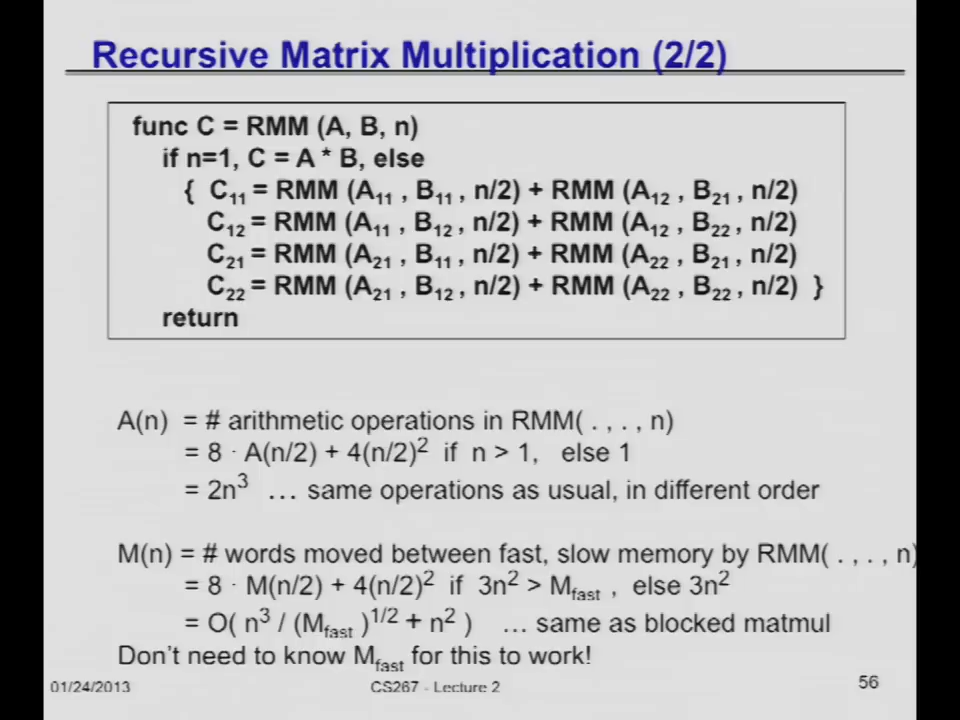 Recursive Matrix Multiplication (2/2)
func C = RMM (A, B, n)
if n=1, C = A * B, else
{ C₁₁ = RMM (A₁₁ , B₁₁ , n/2) + RMM (A₁₂ , B₂₁ , n/2)
C₁₂ = RMM (A₁₁ , B₁₂ , n/2) + RMM (A₁₂ , B₂₂ , n/2)
C₂₁ = RMM (A₂₁ , B₁₁ , n/2) + RMM (A₂₂ , B₂₁ , n/2)
C₂₂ = RMM (A₂₁ , B₁₂ , n/2) + RMM (A₂₂ , B₂₂ , n/2) }
return
A(n) = # arithmetic operations in RMM( . , . , n)
= 8 · A(n/2) + 4(n/2)² if n > 1, else 1
= 2n³ … same operations as usual, in different order
M(n) = # words moved between fast, slow memory by RMM( . , . , n)
= 8 · M(n/2) + 4(n/2)² if 3n² > M_fast , else 3n²
= O( n³ / (M_fast )^1/2 + n² ) … same as blocked matmul
Don't need to know M_fast for this to work!
01/24/2013 CS267 - Lecture 2 56